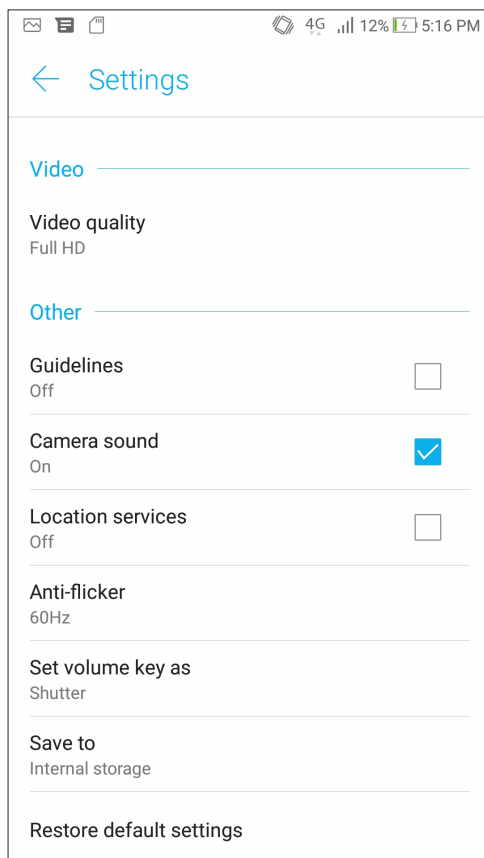 4G 12% 5:16 PM
Settings
Video
Video quality
Full HD
Other
Guidelines
Off
Camera sound
On
Location services
Off
Anti-flicker
60Hz
Set volume key as
Shutter
Save to
Internal storage
Restore default settings